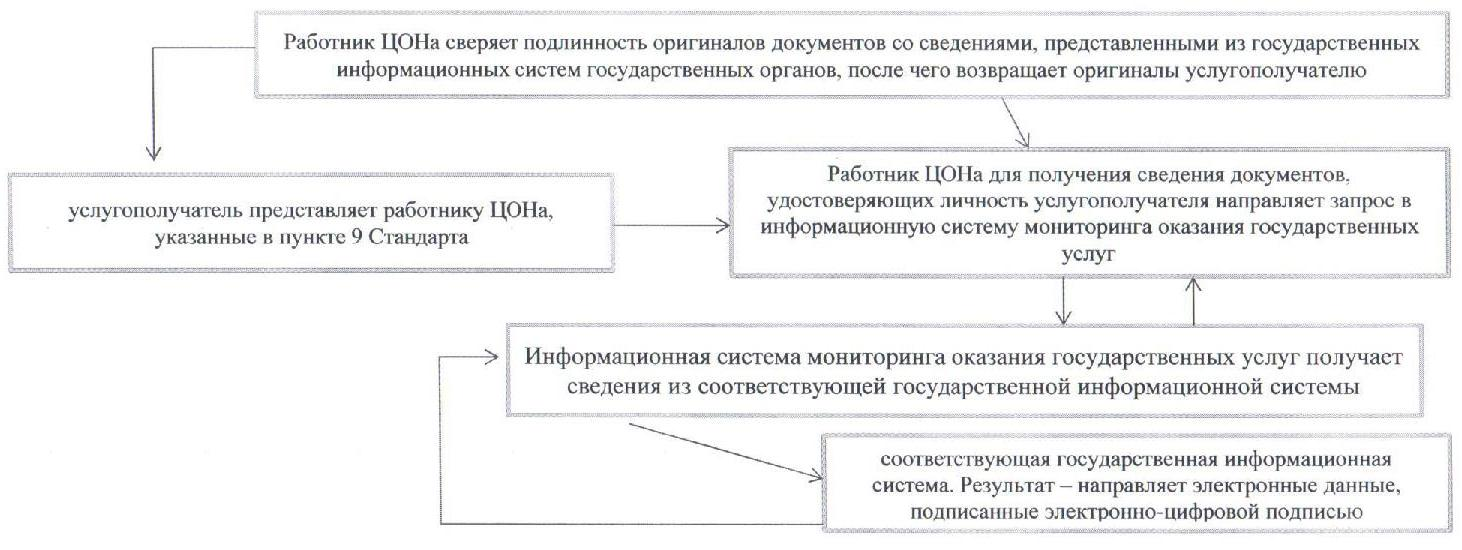 Работник ЦОНа сверяет подлинность оригиналов документов со сведениями, представленными из государственных
информационных систем государственных органов, после чего возвращает оригиналы услугополучателю
услугополучатель представляет работнику ЦОНа,
указанные в пункте 9 Стандарта
Работник ЦОНа для получения сведения документов,
удостоверяющих личность услугополучателя направляет запрос в
информационную систему мониторинга оказания государственных
услуг
Информационная система мониторинга оказания государственных услуг получает
сведения из соответствующей государственной информационной системы
соответствующая государственная информационная
система. Результат – направляет электронные данные,
подписанные электронно-цифровой подписью